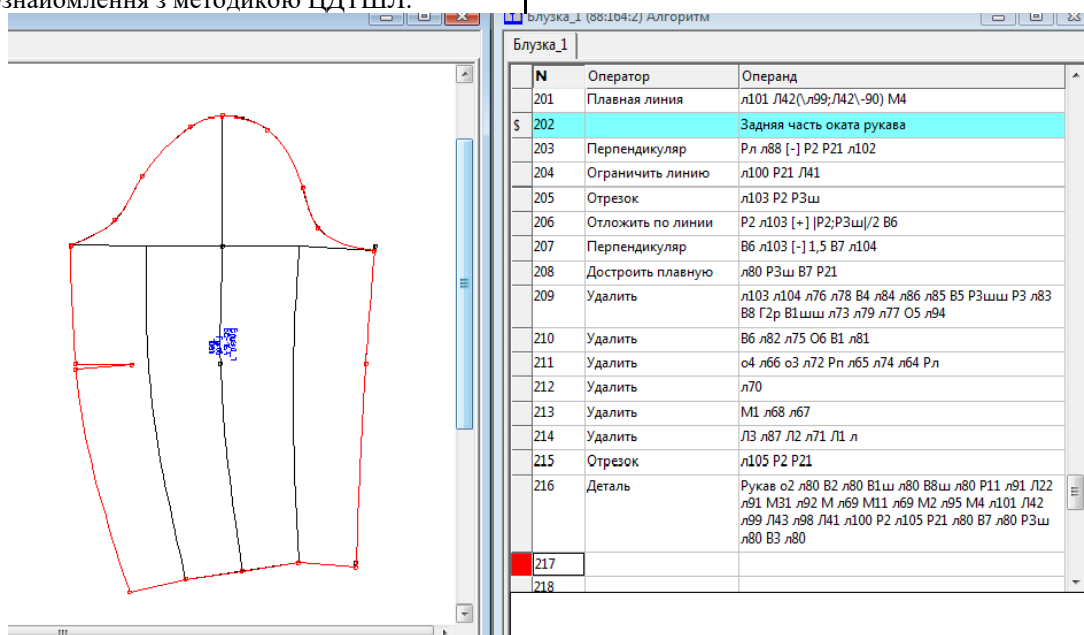 знайомлення з методикою ЦДТШЛ.
Блузка_1 (88:164:2) Алгоритм
Блузка_1
N Оператор Операнд
201 Плавная линия л101 Л42(\л99;Л42\-90) М4
$ 202 Задняя часть оката рукава
203 Перпендикуляр Рл л88 [-] Р2 Р21 л102
204 Ограничить линию л100 Р21 Л41
205 Отрезок л103 Р2 Р3ш
206 Отложить по линии Р2 л103 [+] |Р2;Р3ш|/2 В6
207 Перпендикуляр В6 л103 [-] 1,5 В7 л104
208 Достроить плавную л80 Р3ш В7 Р21
209 Удалить л103 л104 л76 л78 В4 л84 л86 л85 В5 Р3шш Р3 л83
В8 Г2р В1шш л73 л79 л77 О5 л94
210 Удалить В6 л82 л75 О6 В1 л81
211 Удалить о4 л66 о3 л72 Рп л65 л74 л64 Рл
212 Удалить л70
213 Удалить М1 л68 л67
214 Удалить Л3 л87 Л2 л71 Л1 л
215 Отрезок л105 Р2 Р21
216 Деталь Рукав о2 л80 В2 л80 В1ш л80 В8ш л80 Р11 л91 Л22
л91 М31 л92 М л69 М11 л69 М2 л95 М4 л101 Л42
л99 Л43 л98 Л41 л100 Р2 л105 Р21 л80 В7 л80 Р3ш
л80 В3 л80
217
218